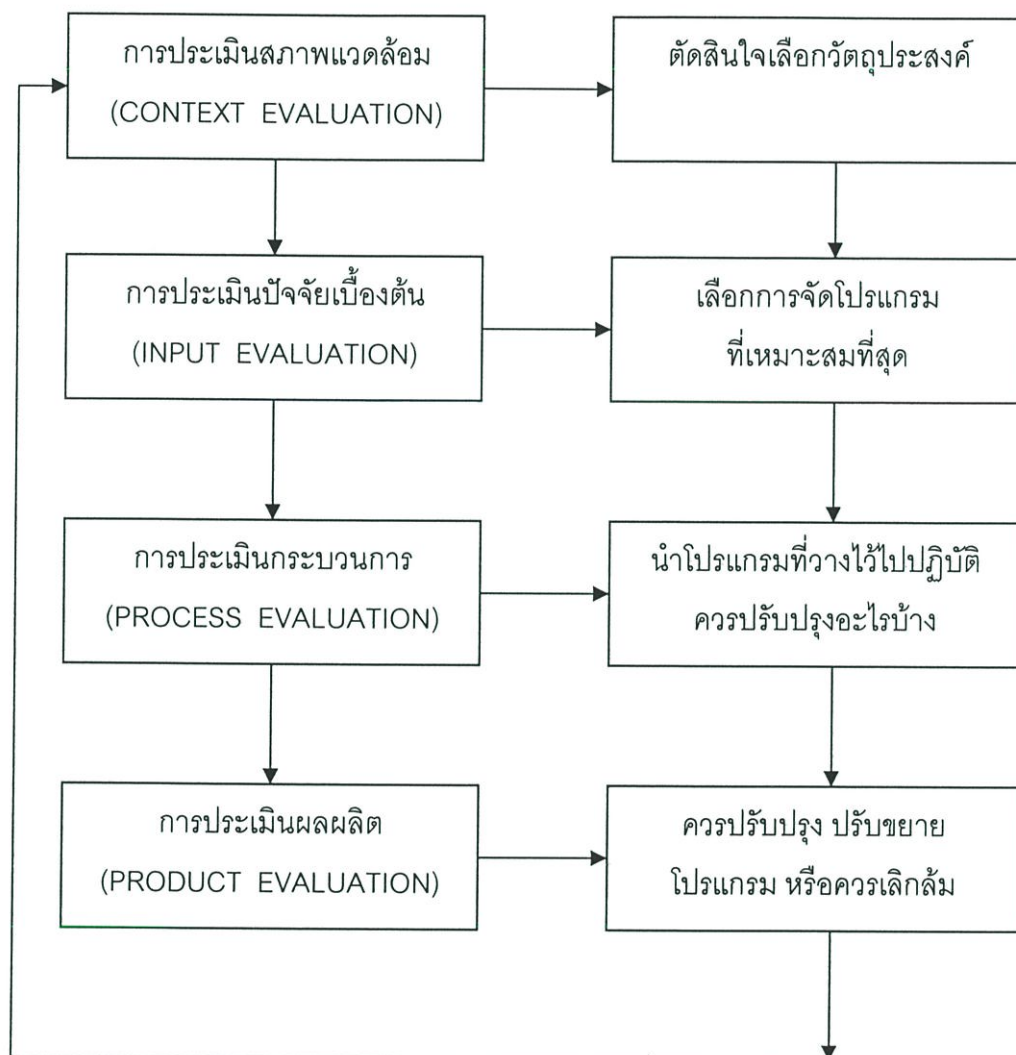 การประเมินสภาพแวดล้อม
(CONTEXT EVALUATION)
ตัดสินใจเลือกวัตถุประสงค์
การประเมินปัจจัยเบื้องต้น
(INPUT EVALUATION)
เลือกการจัดโปรแกรม
ที่เหมาะสมที่สุด
การประเมินกระบวนการ
(PROCESS EVALUATION)
นำโปรแกรมที่วางไว้ไปปฏิบัติ
ควรปรับปรุงอะไรบ้าง
การประเมินผลผลิต
(PRODUCT EVALUATION)
ควรปรับปรุง ปรับขยาย
โปรแกรม หรือควรเลิกล้ม